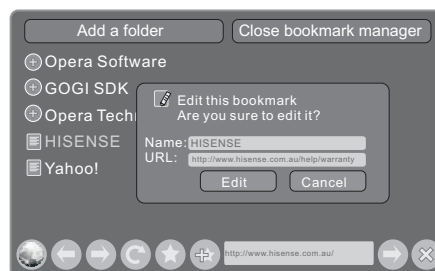 Add a folder
Close bookmark manager
Opera Software
GOGI SDK
Opera Techn
HISENSE
Yahoo!
Edit this bookmark
Are you sure to edit it?
Name: HISENSE
URL: http://www.hisense.com.au/help/warranty
Edit
Cancel
http://www.hisense.com.au/